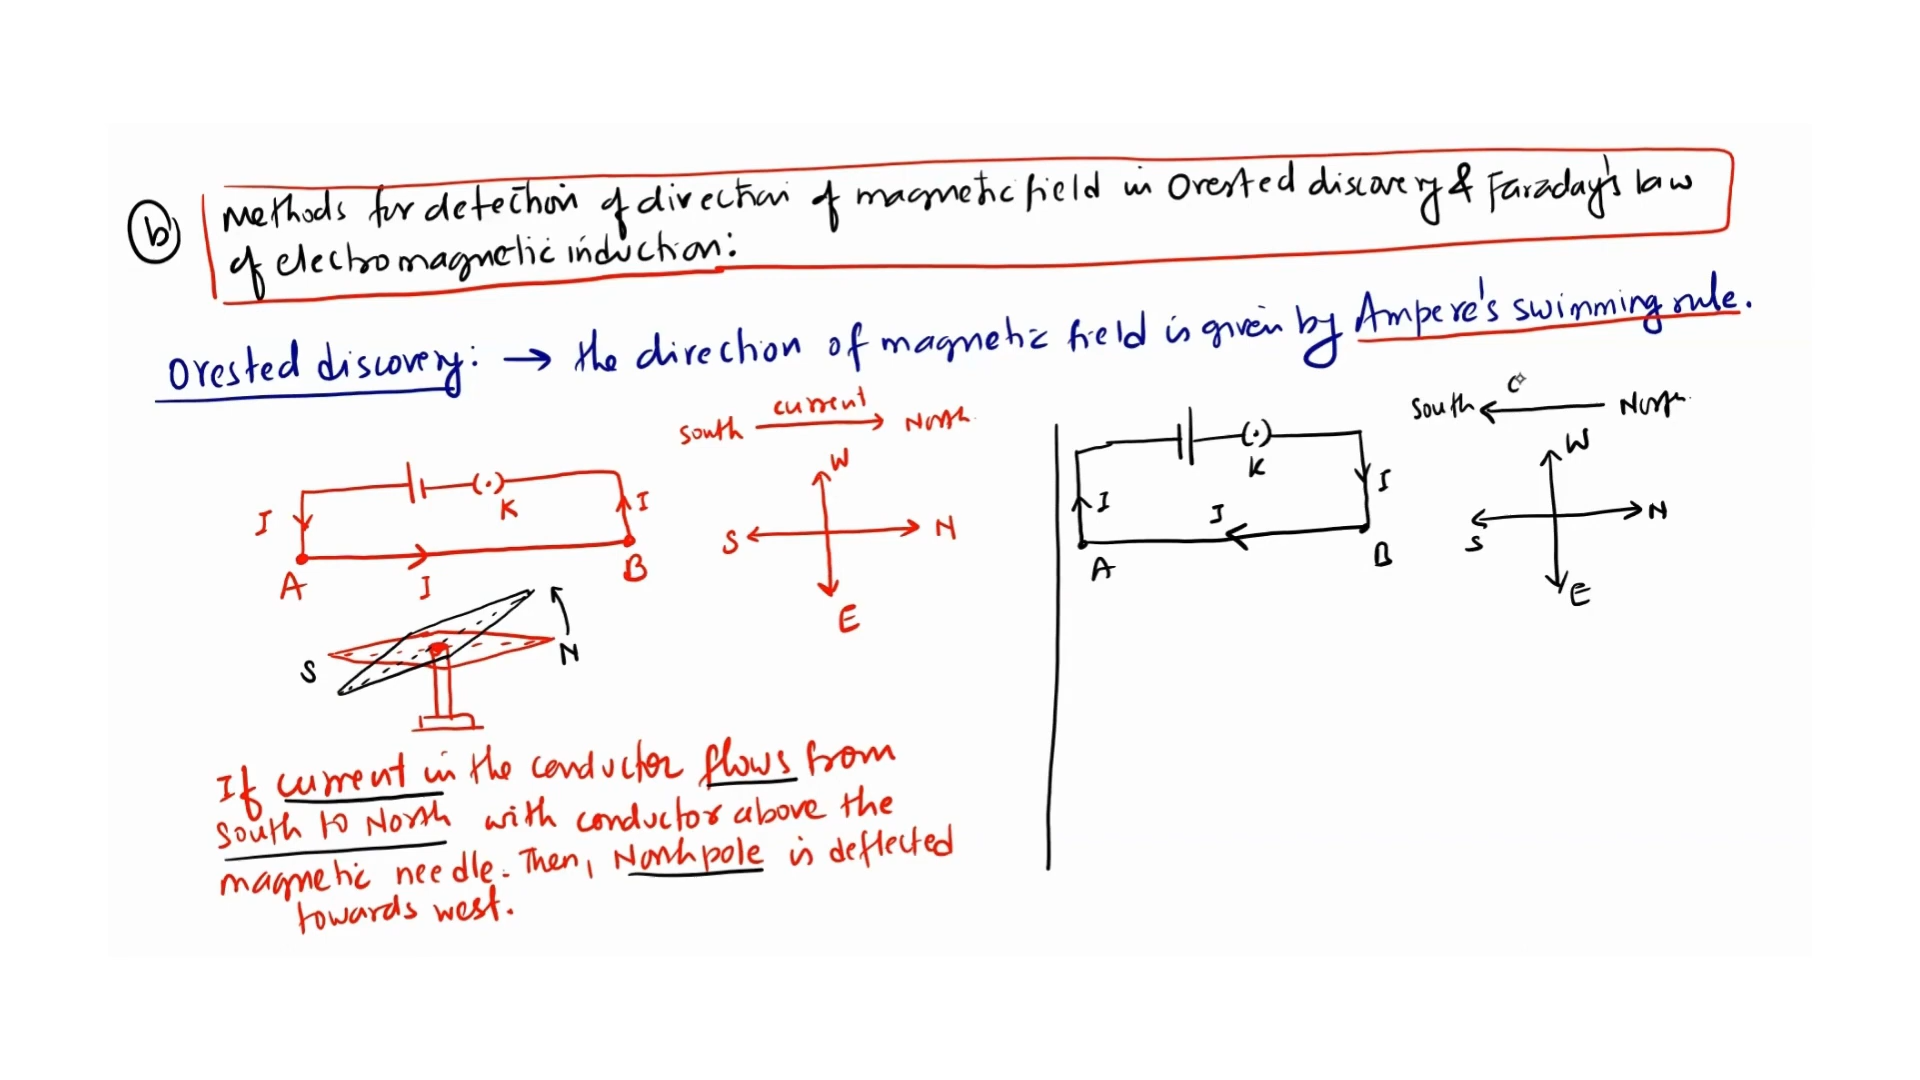 (b) Methods for detection of direction of magnetic field in Orested discovery & Faraday's law
of electromagnetic induction:
Orested discovery: → the direction of magnetic field is given by Ampere's swimming rule.
South current North
W
S N
E
I K I
A I B
S N
If current in the conductor flows from
South to North with conductor above the
magnetic needle. Then, North pole is deflected
towards west.
South C North
W
S N
E
K
I I I
A B